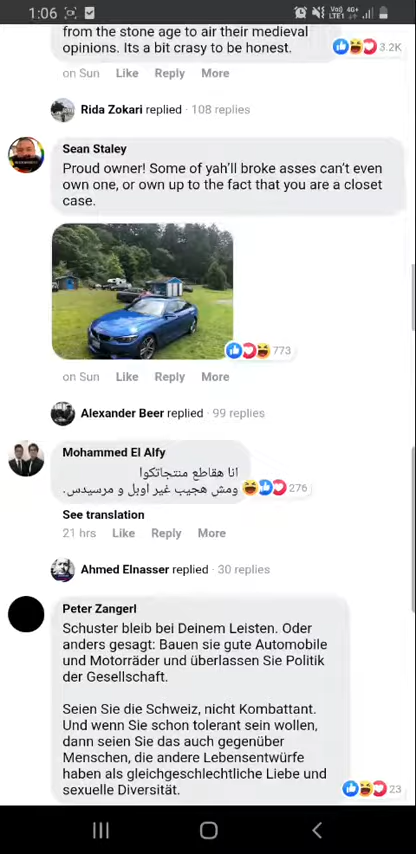 1:06
Vo)) 4G+
LTE1
from the stone age to air their medieval
opinions. Its a bit crasy to be honest.
3.2K
on Sun Like Reply More
Rida Zokari replied · 108 replies
Sean Staley
Proud owner! Some of yah'll broke asses can't even
own one, or own up to the fact that you are a closet
case.
773
on Sun Like Reply More
Alexander Beer replied · 99 replies
Mohammed El Alfy
انا هقاطع منتجاتكوا
ومش هجيب غير اوبل و مرسيدس.
276
See translation
21 hrs Like Reply More
Ahmed Elnasser replied · 30 replies
Peter Zangerl
Schuster bleib bei Deinem Leisten. Oder
anders gesagt: Bauen sie gute Automobile
und Motorräder und überlassen Sie Politik
der Gesellschaft.
Seien Sie die Schweiz, nicht Kombattant.
Und wenn Sie schon tolerant sein wollen,
dann seien Sie das auch gegenüber
Menschen, die andere Lebensentwürfe
haben als gleichgeschlechtliche Liebe und
sexuelle Diversität.
23